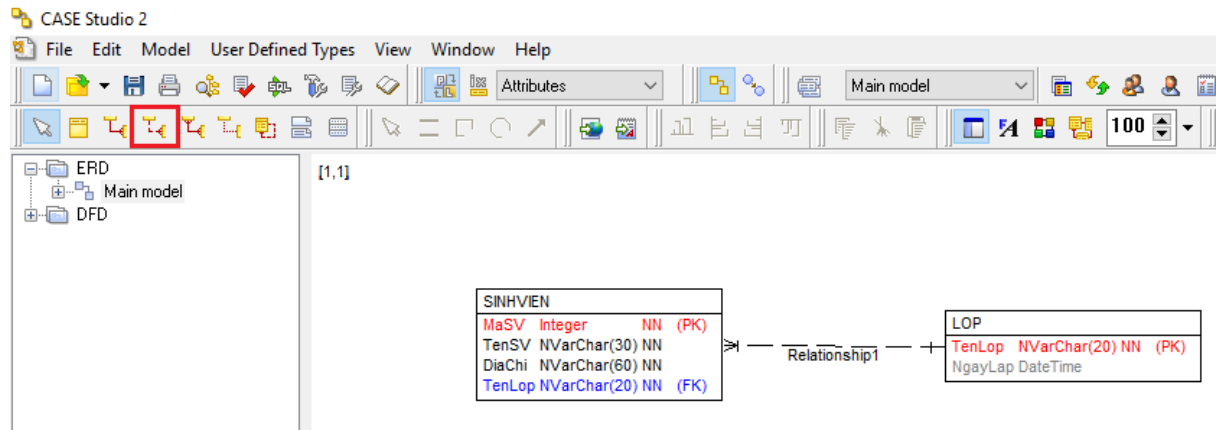 CASE Studio 2
File Edit Model User Defined Types View Window Help
Attributes Main model
100
ERD
Main model
DFD
[1,1]
SINHVIEN
MaSV Integer NN (PK)
TenSV NVarChar(30) NN
DiaChi NVarChar(60) NN
TenLop NVarChar(20) NN (FK)
Relationship1
LOP
TenLop NVarChar(20) NN (PK)
NgayLap DateTime